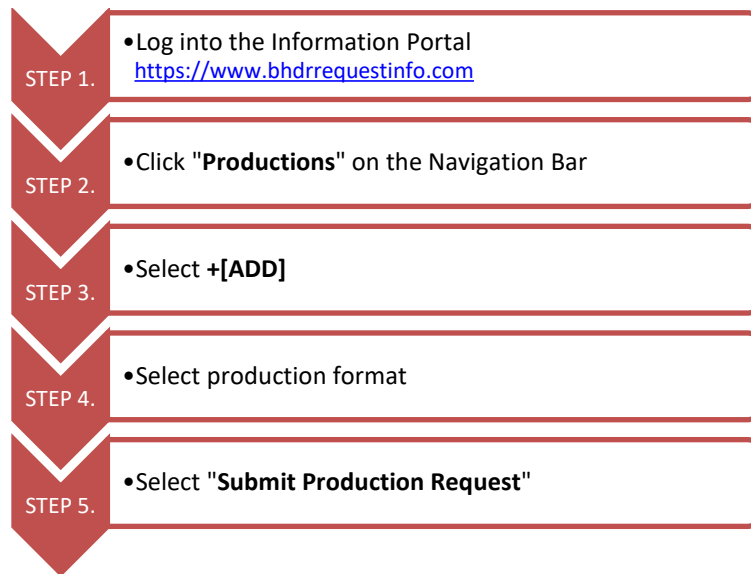 STEP 1.
•Log into the Information Portal
https://www.bhdrrequestinfo.com
STEP 2.
•Click "Productions" on the Navigation Bar
STEP 3.
•Select +[ADD]
STEP 4.
•Select production format
STEP 5.
•Select "Submit Production Request"